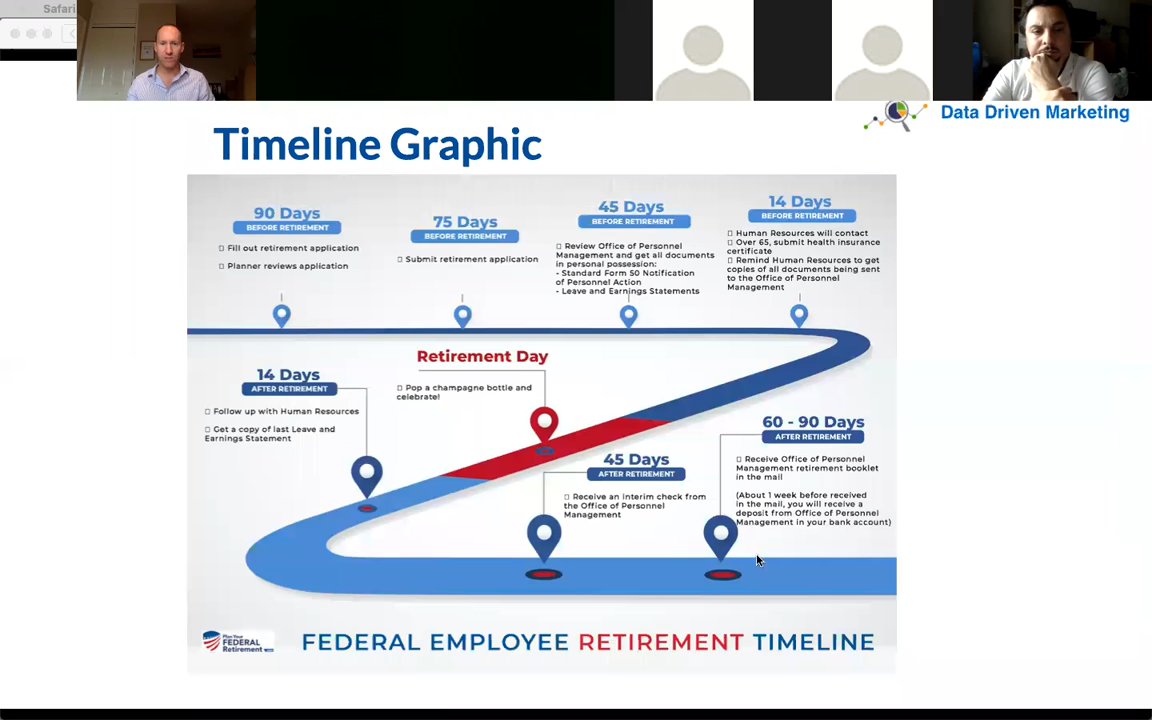 Safari
Data Driven Marketing
Timeline Graphic
90 Days
BEFORE RETIREMENT
Fill out retirement application
Planner reviews application
75 Days
BEFORE RETIREMENT
Submit retirement application
45 Days
BEFORE RETIREMENT
Review Office of Personnel
Management and get all documents
in personal possession:
- Standard Form 50 Notification
of Personnel Action
- Leave and Earnings Statements
14 Days
BEFORE RETIREMENT
Human Resources will contact
Over 65, submit health insurance
certificate
Remind Human Resources to get
copies of all documents being sent
to the Office of Personnel
Management
Retirement Day
Pop a champagne bottle and
celebrate!
14 Days
AFTER RETIREMENT
Follow up with Human Resources
Get a copy of last Leave and
Earnings Statement
45 Days
AFTER RETIREMENT
Receive an interim check from
the Office of Personnel
Management
60 - 90 Days
AFTER RETIREMENT
Receive Office of Personnel
Management retirement booklet
in the mail
(About 1 week before received
in the mail, you will receive a
deposit from Office of Personnel
Management in your bank account)
Plan Your
FEDERAL
Retirement
FEDERAL EMPLOYEE RETIREMENT TIMELINE